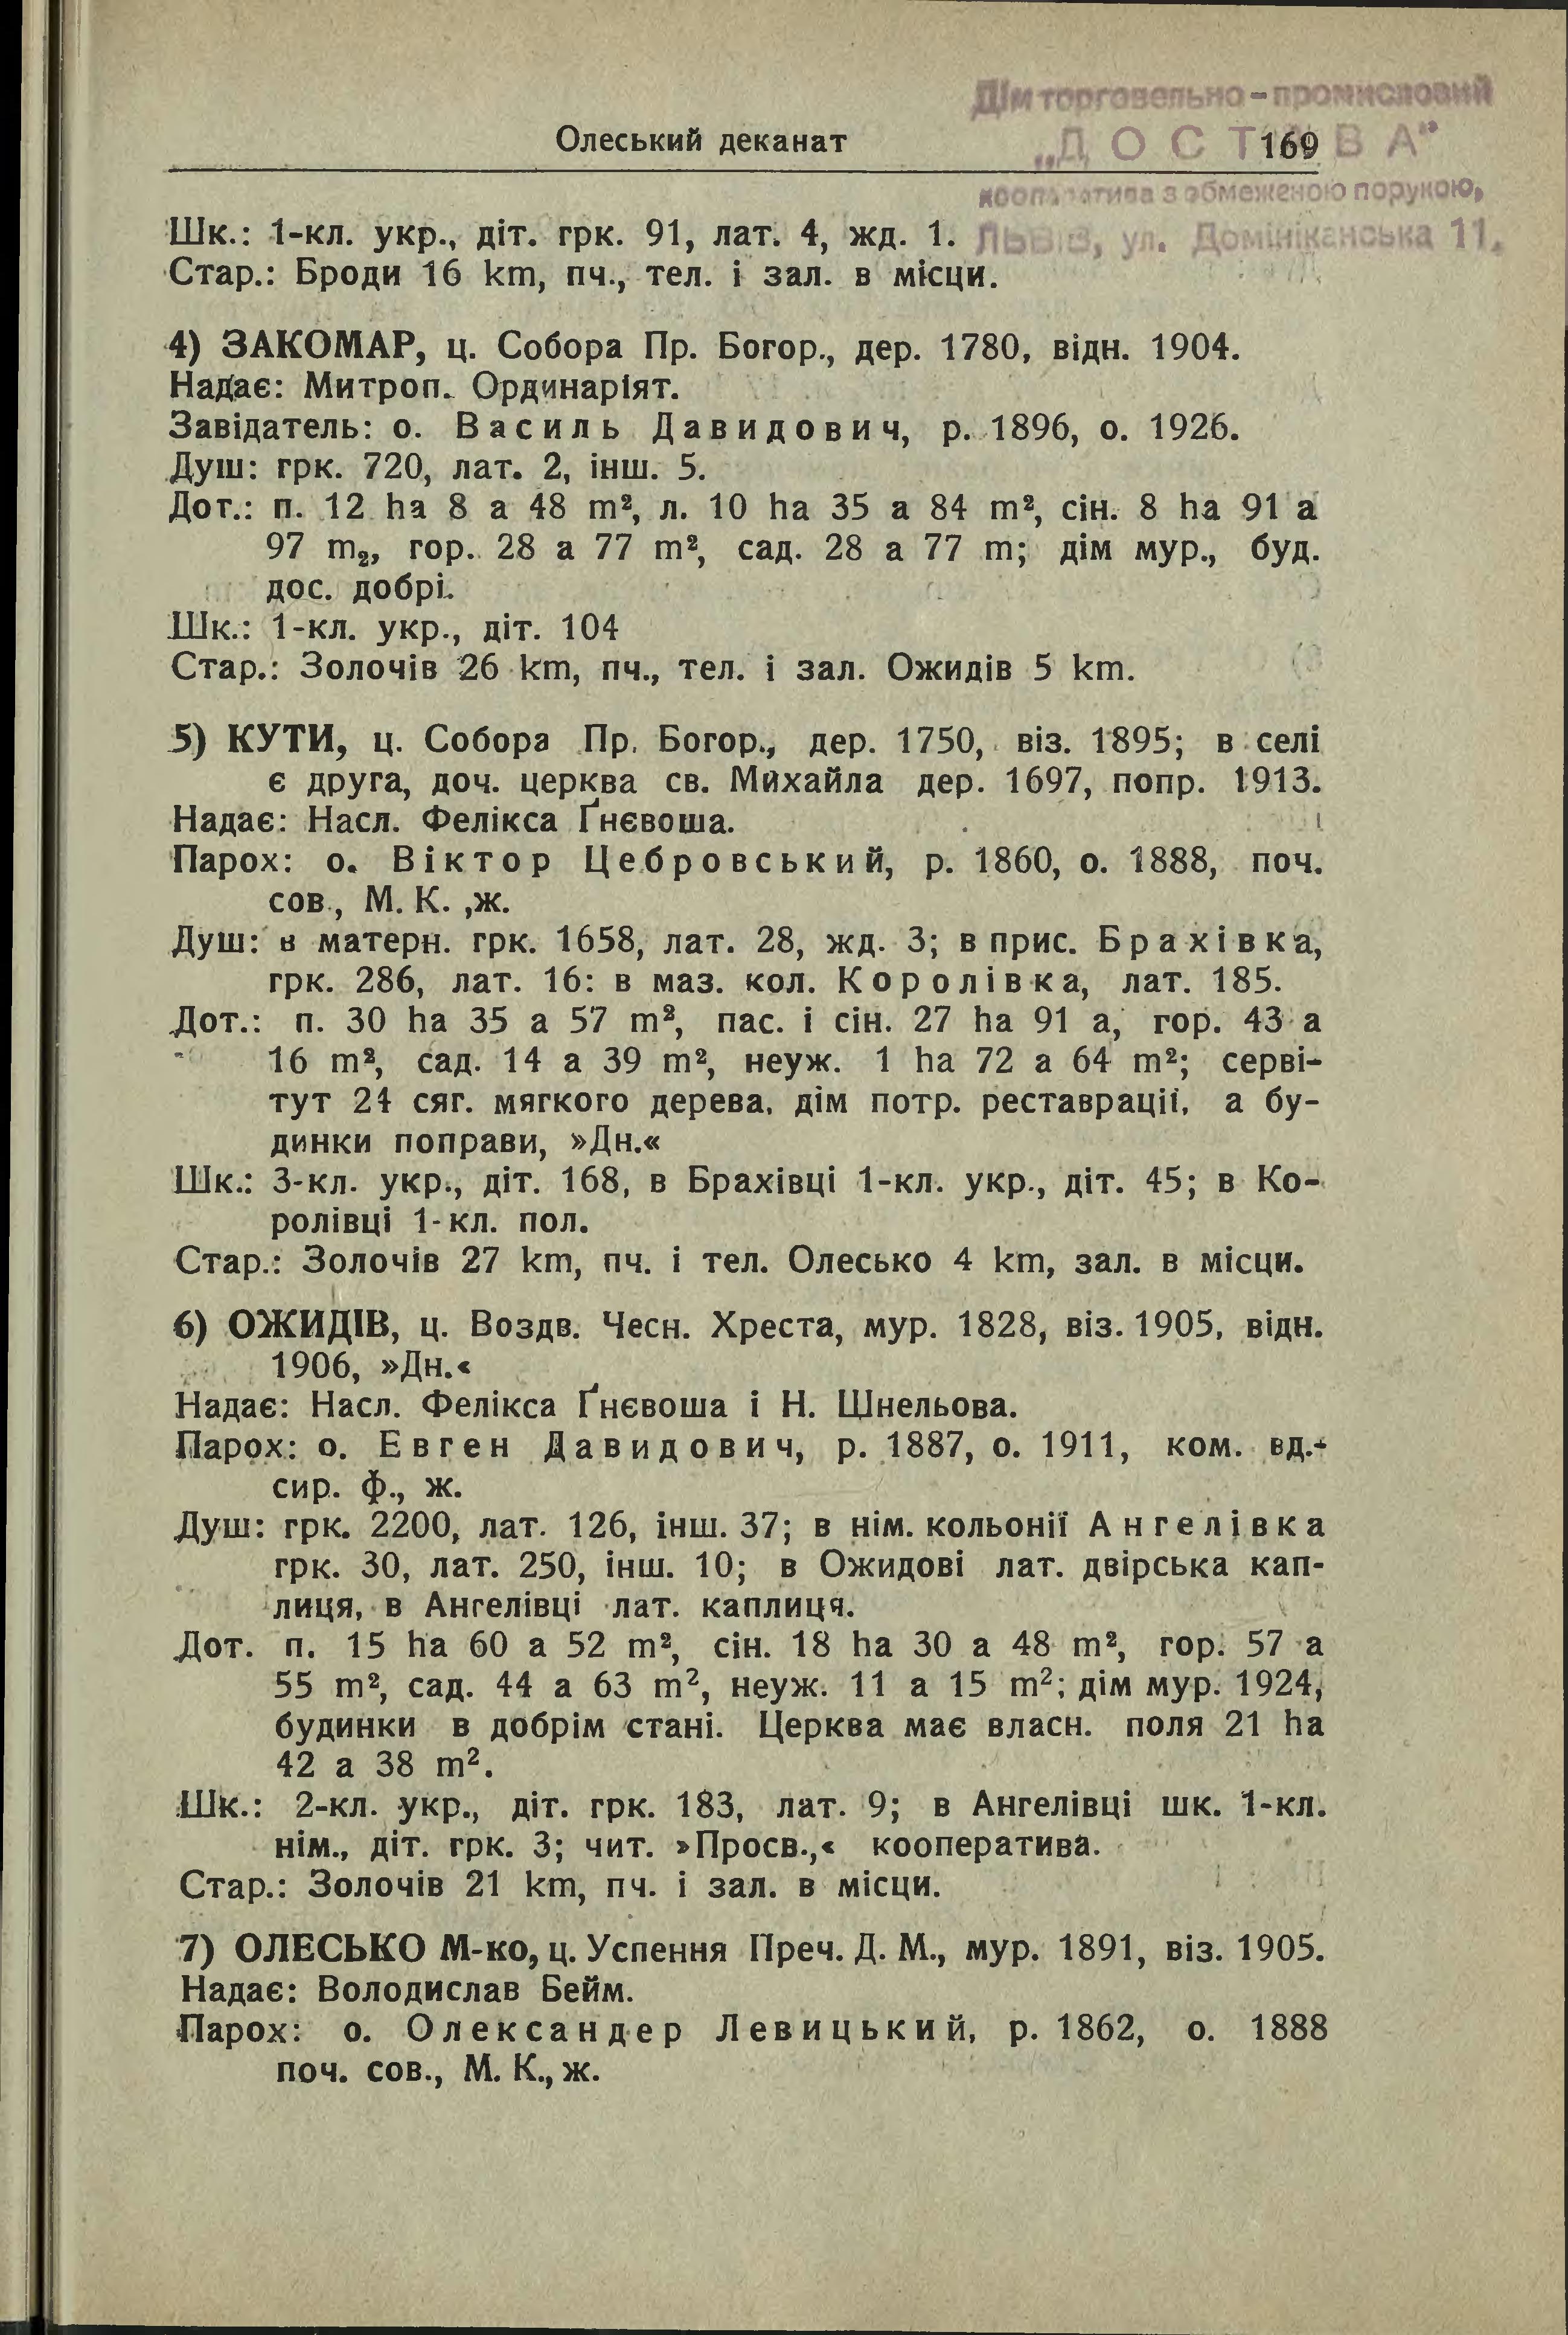 Дім торговельно-промисловий
Олеський деканат
„ДОСТАВА"
169
кооператива з обмеженою порукою,
Львів, ул. Домініканська 11.
Шк.: 1-кл. укр., діт. грк. 91, лат. 4, жд. 1.
Стар.: Броди 16 km, пч., тел. і зал. в місци.
4) ЗАКОМАР, ц. Собора Пр. Богор., дер. 1780, відн. 1904.
Надає: Митроп. Ординаріят.
Завідатель: о. Василь Давидович, р. 1896, о. 1926.
Душ: грк. 720, лат. 2, інш. 5.
Дот.: п. 12 ha 8 a 48 m², л. 10 ha 35 a 84 m², сін. 8 ha 91 a
97 m₂, гор. 28 a 77 m², сад. 28 a 77 m; дім мур., буд.
дос. добрі.
Шк.: 1-кл. укр., діт. 104
Стар.: Золочів 26 km, пч., тел. і зал. Ожидів 5 km.
5) КУТИ, ц. Собора Пр. Богор., дер. 1750, віз. 1895; в селі
є друга, доч. церква св. Михайла дер. 1697, попр. 1913.
Надає: Насл. Фелікса Ґнєвоша.
Парох: о. Віктор Цебровський, р. 1860, о. 1888, поч.
сов., М. К. ,ж.
Душ: в матерн. грк. 1658, лат. 28, жд. 3; в прис. Брахівка,
грк. 286, лат. 16: в маз. кол. Королівка, лат. 185.
Дот.: п. 30 ha 35 a 57 m², пас. і сін. 27 ha 91 a, гор. 43 a
16 m², сад. 14 a 39 m², неуж. 1 ha 72 a 64 m²; серві-
тут 24 сяг. мягкого дерева, дім потр. реставрації, а бу-
динки поправи, »Дн.«
Шк.: 3-кл. укр., діт. 168, в Брахівці 1-кл. укр., діт. 45; в Ко-
ролівці 1-кл. пол.
Стар.: Золочів 27 km, пч. і тел. Олесько 4 km, зал. в місци.
6) ОЖИДІВ, ц. Воздв. Чесн. Хреста, мур. 1828, віз. 1905, відн.
1906, »Дн.«
Надає: Насл. Фелікса Ґнєвоша і Н. Шнельова.
Парох: о. Евген Давидович, р. 1887, о. 1911, ком. вд.-
сир. ф., ж.
Душ: грк. 2200, лат. 126, інш. 37; в нім. кольонії Ангелівка
грк. 30, лат. 250, інш. 10; в Ожидові лат. двірська кап-
лиця, в Ангелівці лат. каплиця.
Дот. п. 15 ha 60 a 52 m², сін. 18 ha 30 a 48 m², гор. 57 a
55 m², сад. 44 a 63 m², неуж. 11 a 15 m²; дім мур. 1924,
будинки в добрім стані. Церква має власн. поля 21 ha
42 a 38 m².
Шк.: 2-кл. укр., діт. грк. 183, лат. 9; в Ангелівці шк. 1-кл.
нім., діт. грк. 3; чит. »Просв.,« кооператива.
Стар.: Золочів 21 km, пч. і зал. в місци.
7) ОЛЕСЬКО М-ко, ц. Успення Преч. Д. М., мур. 1891, віз. 1905.
Надає: Володислав Бейм.
Парох: о. Олександер Левицький, р. 1862, о. 1888
поч. сов., М. К., ж.